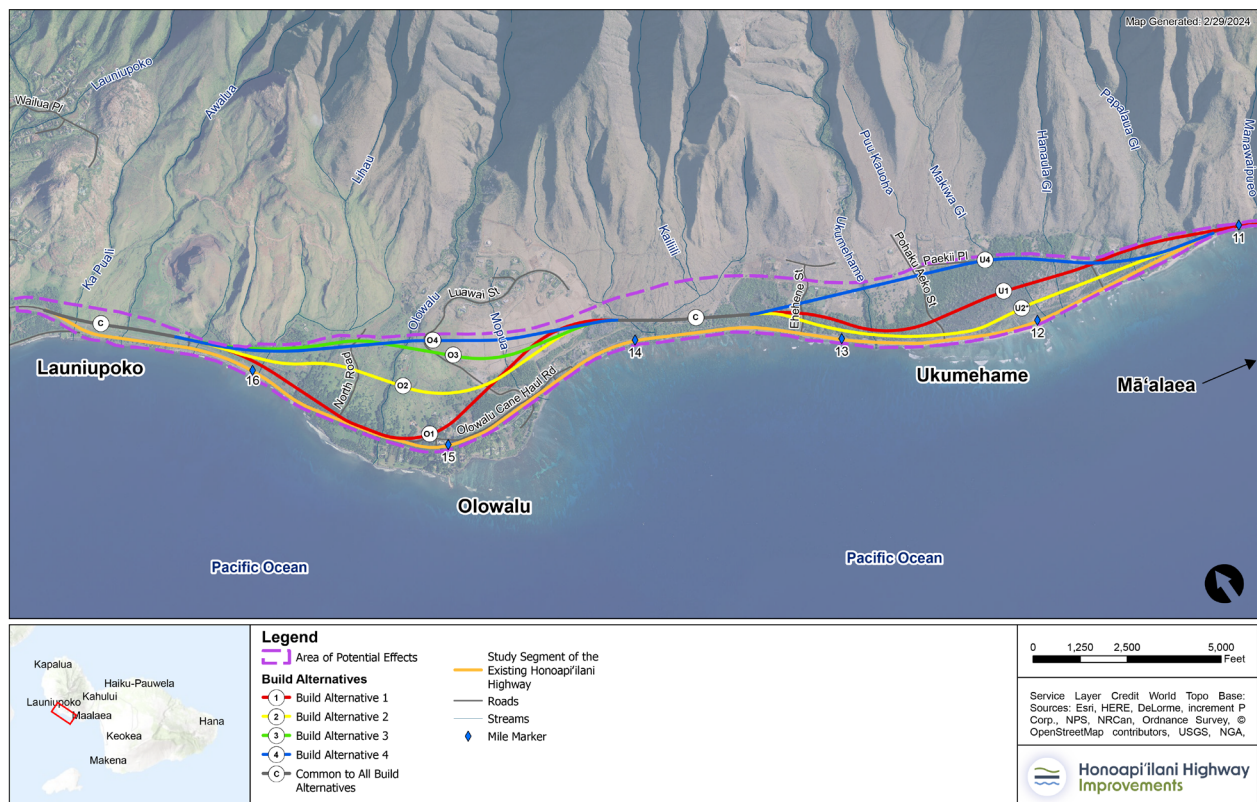 Map Generated: 2/29/2024
Launiupoko
Wailua Pl
Awalua
Lihau
Ka Puali
Kailiili
Puu Kauoha
Makiwa Gl
Hanaula Gl
Papalaua Gl
Manawaipueo
11
Ukumehame
Pohaku Aeko St
Paekii Pl
U4
U1
U2*
12
Ehehene St
Luawai St
Olowalu
Mopua
C
O4
O3
O2
O1
C
North Road
Olowalu Cane Haul Rd
16
15
14
13
Launiupoko
Ukumehame
Māʻalaea
Olowalu
Pacific Ocean
Pacific Ocean
Kapalua
Haiku-Pauwela
Kahului
Launiupoko
Maalaea
Hana
Keokea
Makena
Legend
Area of Potential Effects
Build Alternatives
1 Build Alternative 1
2 Build Alternative 2
3 Build Alternative 3
4 Build Alternative 4
C Common to All Build
Alternatives
Study Segment of the
Existing Honoapiʻilani
Highway
Roads
Streams
Mile Marker
0 1,250 2,500 5,000
Feet
Service Layer Credit World Topo Base:
Sources: Esri, HERE, DeLorme, increment P
Corp., NPS, NRCan, Ordnance Survey, ©
OpenStreetMap contributors, USGS, NGA,
Honoapiʻilani Highway
Improvements